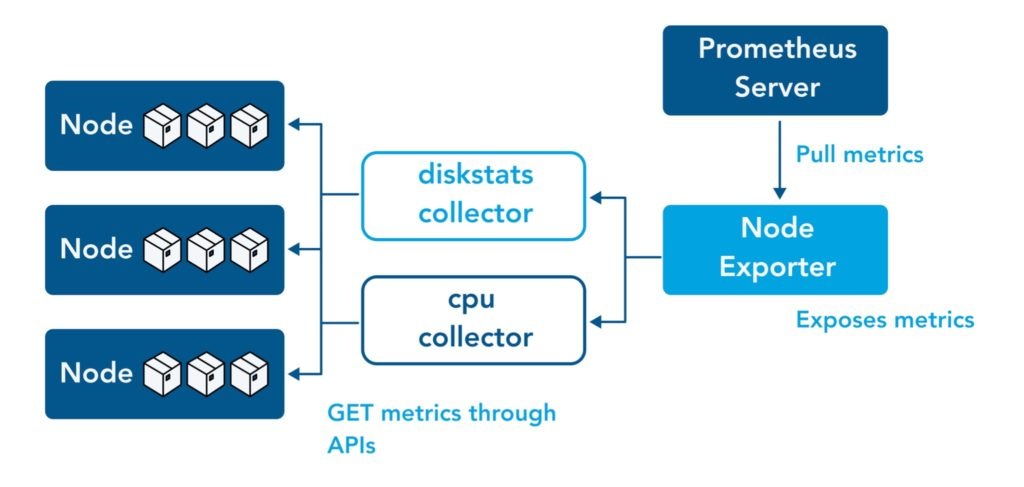 Prometheus
Server
Node
Pull metrics
diskstats
collector
Node
Exporter
Node
cpu
collector
Exposes metrics
Node
GET metrics through
APIs